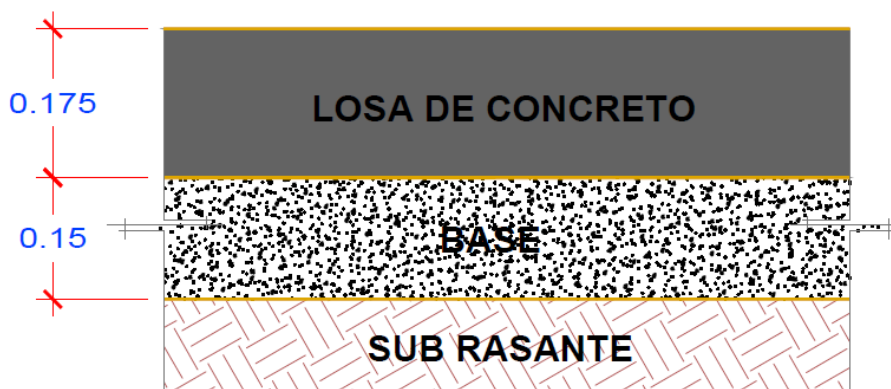 0.175
LOSA DE CONCRETO
0.15
BASE
SUB RASANTE